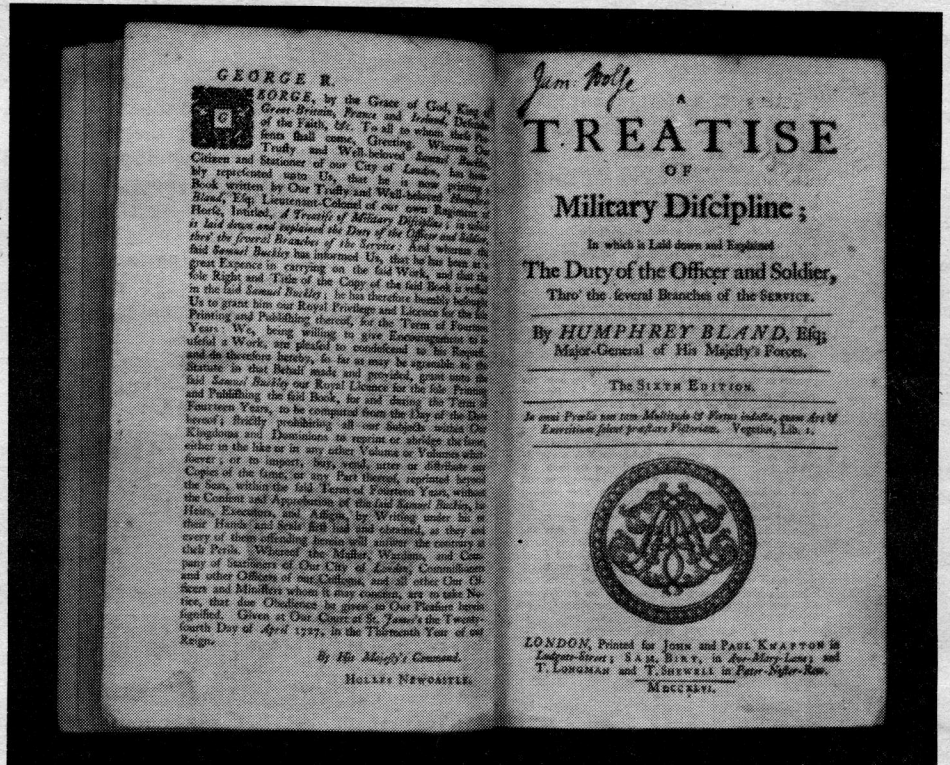 GEORGE R.
GEORGE, by the Grace of God, King of
Great-Britain, France and Ireland, Defender
of the Faith, &c. To all to whom these Pre-
sents shall come, Greeting. Whereas Our
Trusty and Well-beloved Samuel Buckley,
Citizen and Stationer of our City of London, has hum-
bly represented unto Us, that he is now printing a
Book written by Our Trusty and Well-beloved Humphrey
Bland, Esq; Lieutenant-Colonel of our own Regiment of
Horse, Intitled, A Treatise of Military Discipline; in which
is laid down and explained the Duty of the Officer and Soldier,
thro' the several Branches of the Service: And whereas the
said Samuel Buckley has informed Us, that he has been at a
great Expence in carrying on the said Work, and that the
sole Right and Title of the Copy of the said Book is vested
in the said Samuel Buckley; he has therefore humbly besought
Us to grant him our Royal Privilege and Licence for the sole
Printing and Publishing thereof, for the Term of Fourteen
Years: We, being willing to give Encouragement to so
useful a Work, are pleased to condescend to his Request,
and do therefore hereby, so far as may be agreeable to the
Statute in that Behalf made and provided, grant unto the
said Samuel Buckley our Royal Licence for the sole Printing
and Publishing the said Book, for and during the Term of
Fourteen Years, to be computed from the Day of the Date
hereof; strictly prohibiting all our Subjects within Our
Kingdoms and Dominions to reprint or abridge the same,
either in the like or in any other Volume or Volumes what-
soever; or to import, buy, vend, utter or distribute any
Copies of the same, or any Part thereof, reprinted beyond
the Seas, within the said Term of Fourteen Years, without
the Consent and Approbation of the said Samuel Buckley, his
Heirs, Executors, and Assigns, by Writing under his or
their Hands and Seals first had and obtained, as they and
every of them offending herein will answer the contrary at
their Perils. Whereof the Master, Wardens, and Com-
pany of Stationers of Our City of London, Commissioners
and other Officers of our Customs, and all other Our Of-
ficers and Ministers whom it may concern, are to take No-
tice, that due Obedience be given to Our Pleasure herein
signified. Given at Our Court at St. James's the Twenty-
fourth Day of April 1727, in the Thirteenth Year of our
Reign.
By His Majesty's Command.
HOLLES NEWCASTLE.
Jam. Wolfe
A
TREATISE
OF
Military Discipline;
In which is Laid down and Explained
The Duty of the Officer and Soldier,
Thro' the several Branches of the SERVICE.
By HUMPHREY BLAND, Esq;
Major-General of His Majesty's Forces.
The SIXTH EDITION.
In omni Prœlio non tam Multitudo & Virtus indocta, quam Ars &
Exercitium solent præstare Victoriam. Vegetius, Lib. 1.
LONDON, Printed for JOHN and PAUL KNAPTON in
Ludgate-Street; SAM. BIRT, in Ave-Mary-Lane; and
T. LONGMAN and T. SHEWELL in Pater-Noster-Row.
MDCCXLVI.